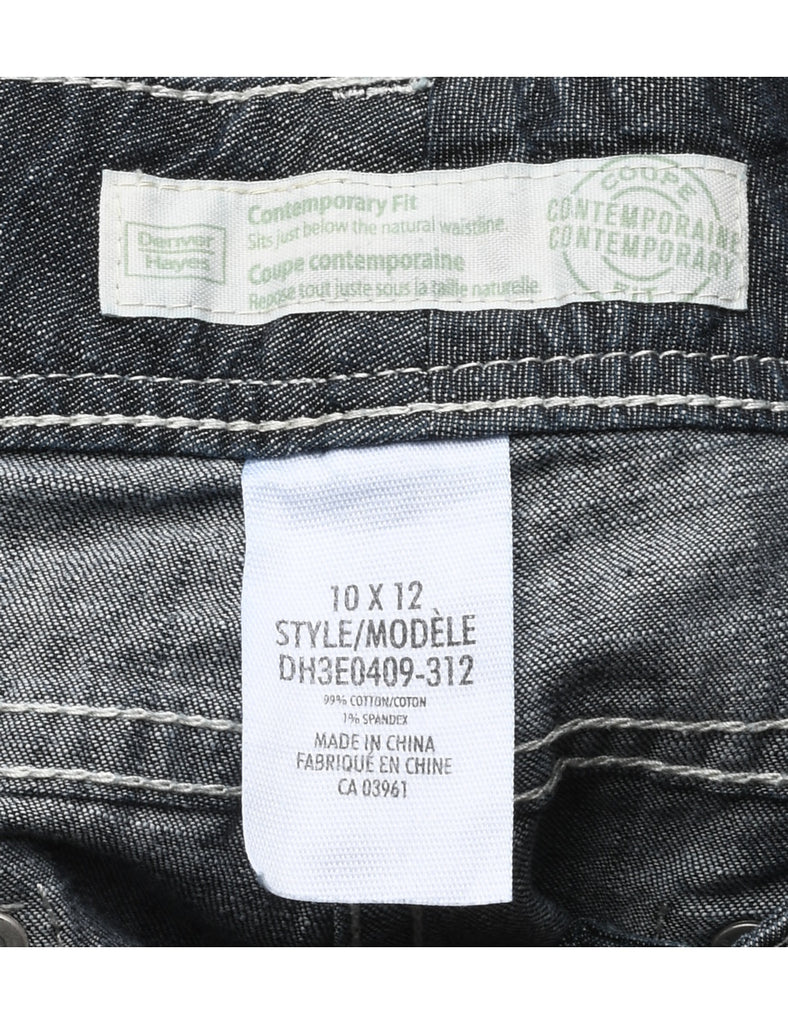 Denver
Hayes
Contemporary Fit
Sits just below the natural waistline.
Coupe contemporaine
Repose tout juste sous la taille naturelle.
COUPE
CONTEMPORAINE
CONTEMPORARY
FIT
10 X 12
STYLE/MODÈLE
DH3E0409-312
99% COTTON/COTON
1% SPANDEX
MADE IN CHINA
FABRIQUÉ EN CHINE
CA 03961